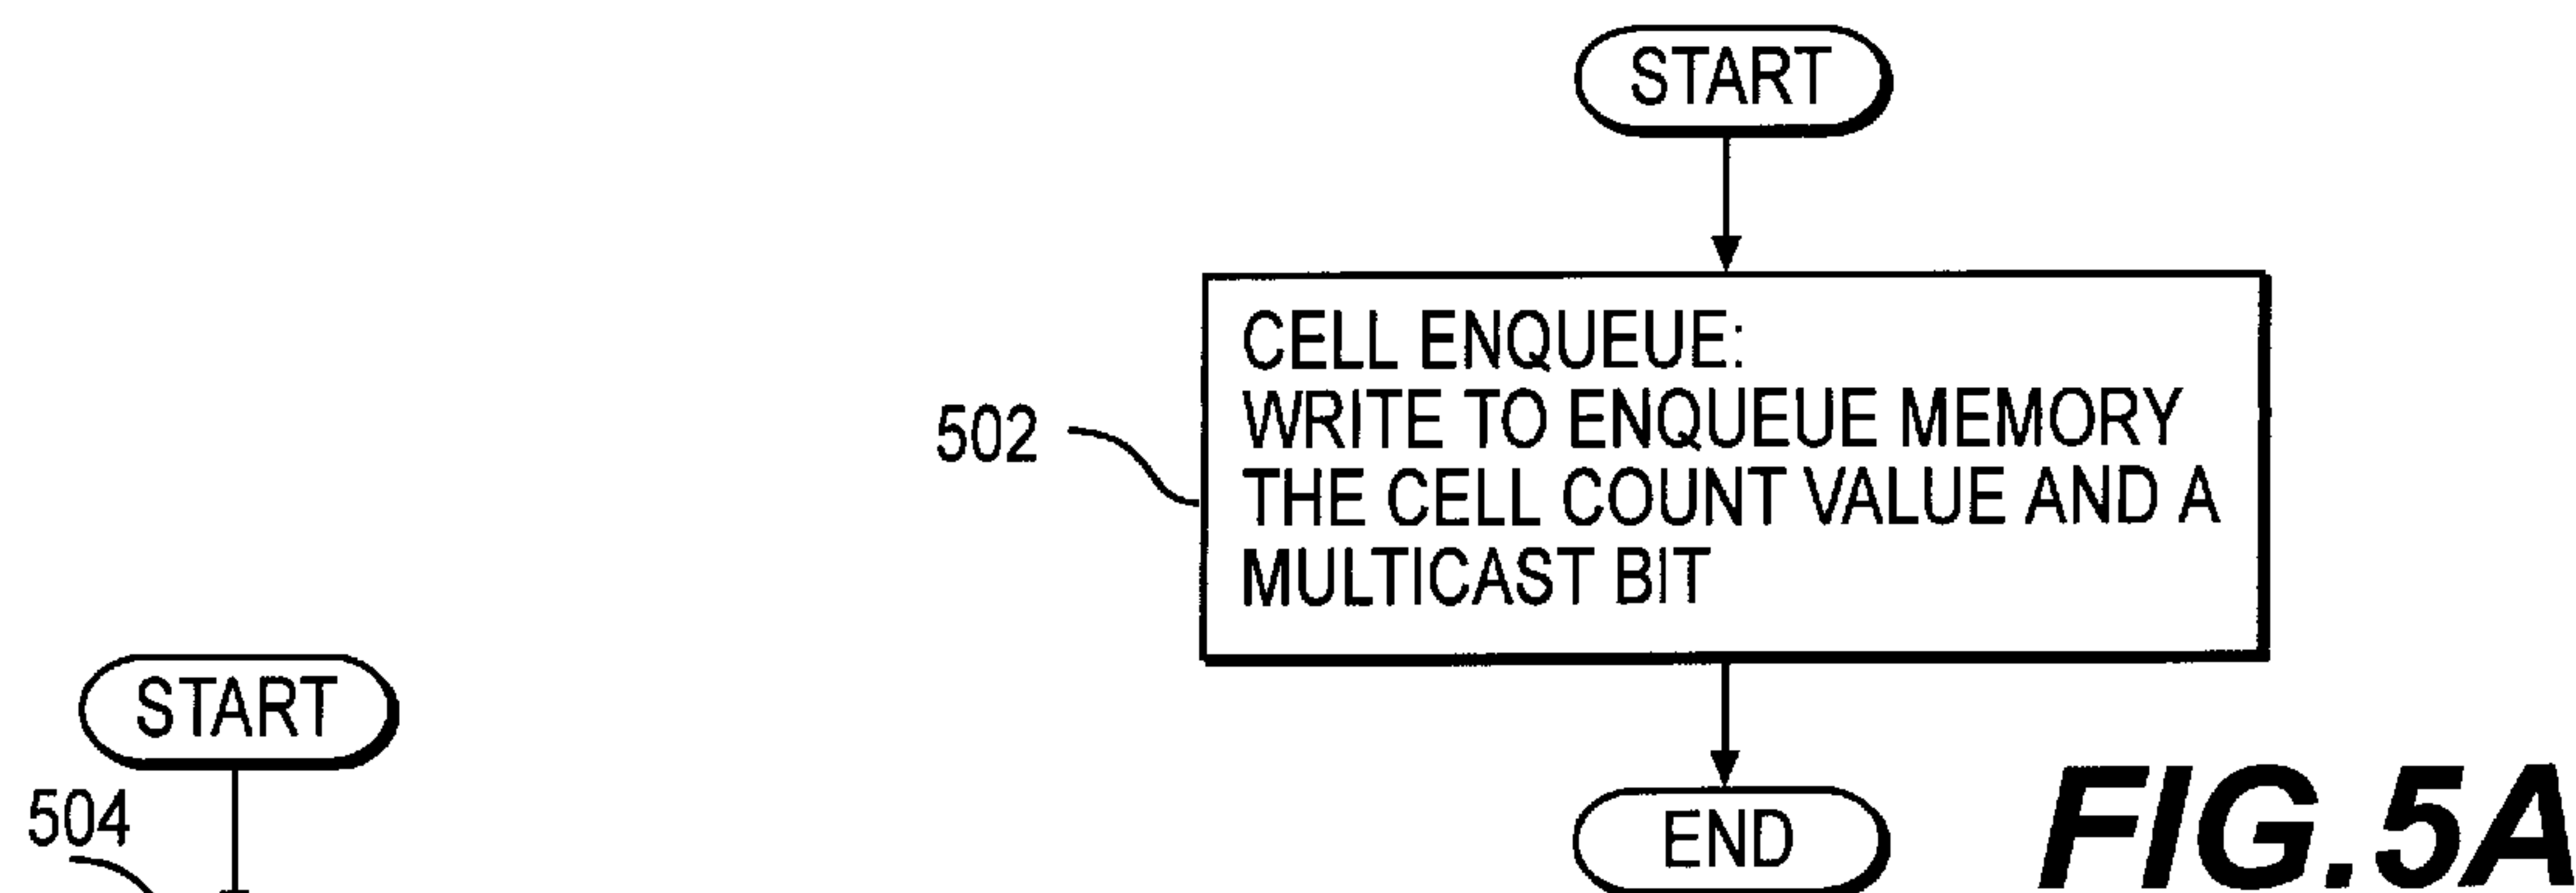 START
CELL ENQUEUE:
WRITE TO ENQUEUE MEMORY
THE CELL COUNT VALUE AND A
MULTICAST BIT
502
START
504
END
FIG.5A